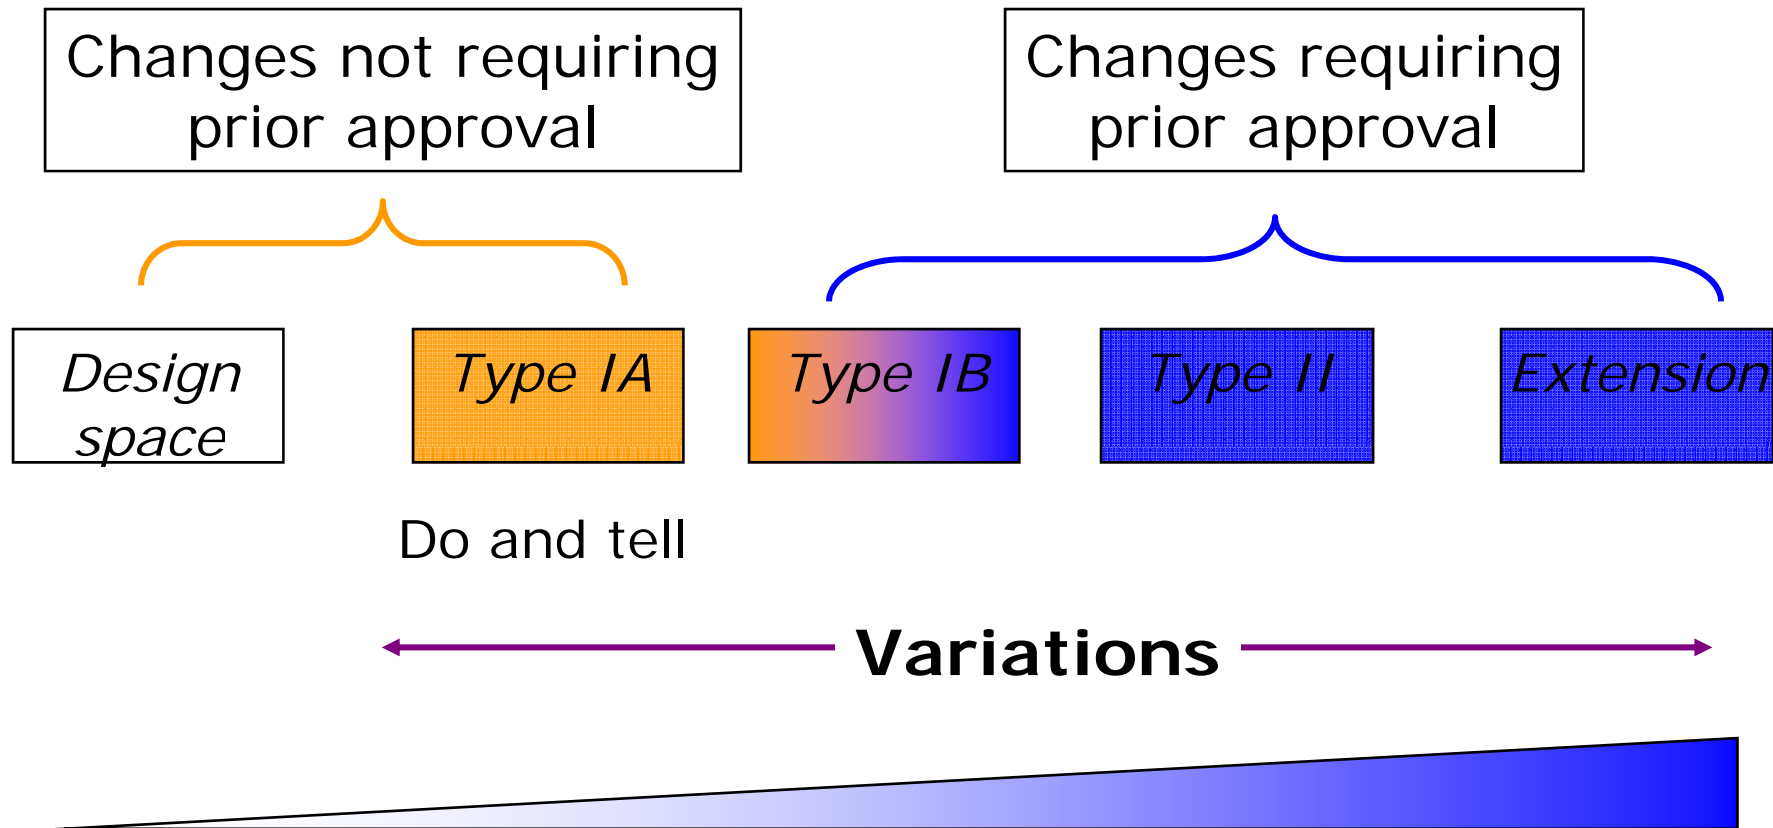 Changes not requiring
prior approval
Changes requiring
prior approval
Design
space
Type IA
Type IB
Type II
Extension
Do and tell
Variations